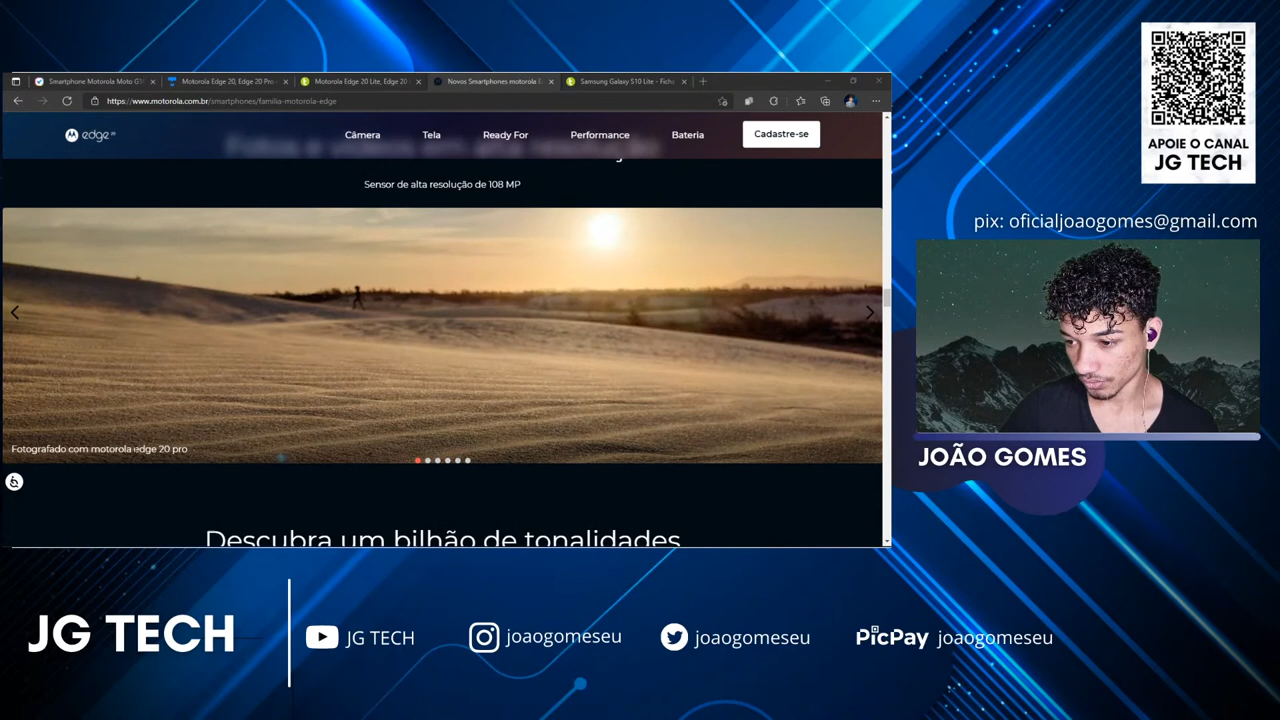 Smartphone Motorola Moto G
Motorola Edge 20, Edge 20 Pro
Motorola Edge 20 Lite, Edge 20
Novos Smartphones motorola
Samsung Galaxy S10 Lite - Ficha
https://www.motorola.com.br/smartphones/familia-motorola-edge
edge 20
Câmera
Tela
Ready For
Performance
Bateria
Cadastre-se
Sensor de alta resolução de 108 MP
Fotografado com motorola edge 20 pro
Descubra um bilhão de tonalidades
APOIE O CANAL
JG TECH
pix: oficialjoaogomes@gmail.com
JOÃO GOMES
JG TECH
JG TECH
joaogomeseu
joaogomeseu
PicPay joaogomeseu